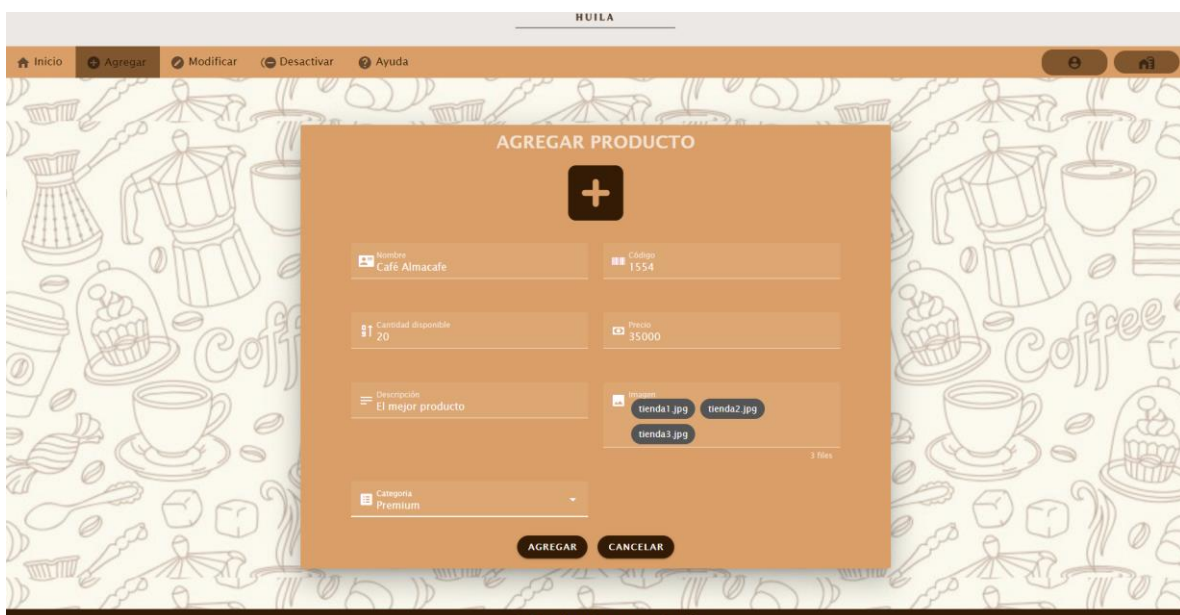 HUILA
Inicio Agregar Modificar Desactivar Ayuda
AGREGAR PRODUCTO
Nombre
Café Almacafe
Código
1554
Cantidad disponible
20
Precio
35000
Descripción
El mejor producto
Imagen
tienda1.jpg tienda2.jpg
tienda3.jpg
3 files
Categoria
Premium
AGREGAR CANCELAR
Coffee